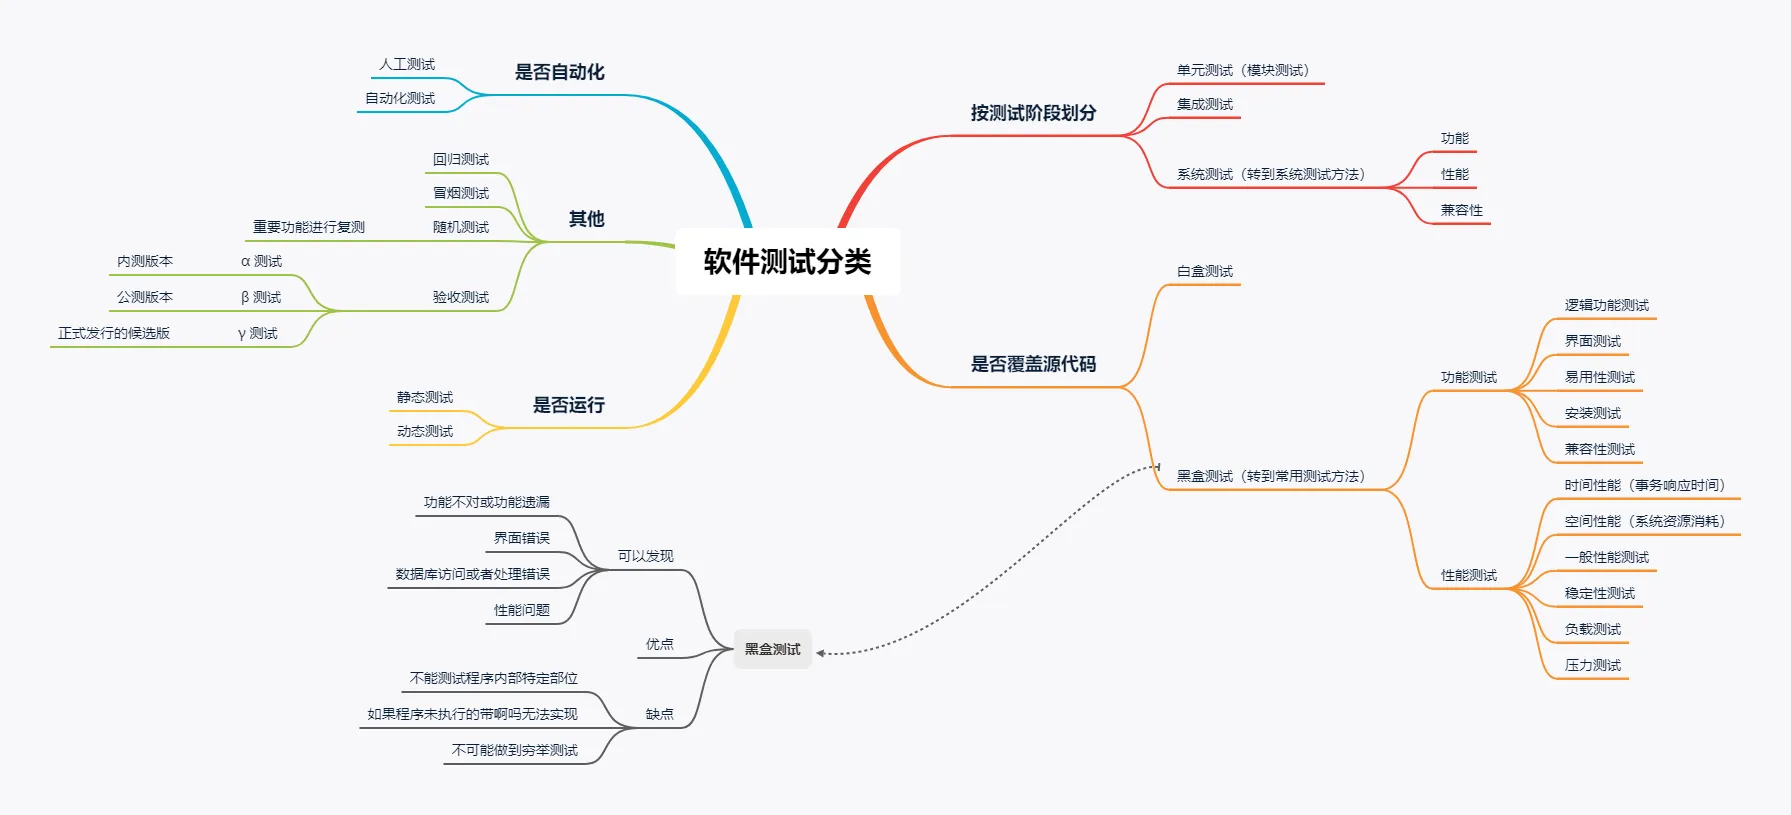 软件测试分类
按测试阶段划分
单元测试（模块测试）
集成测试
系统测试（转到系统测试方法）
功能
性能
兼容性
是否覆盖源代码
白盒测试
黑盒测试（转到常用测试方法）
功能测试
逻辑功能测试
界面测试
易用性测试
安装测试
兼容性测试
性能测试
时间性能（事务响应时间）
空间性能（系统资源消耗）
一般性能测试
稳定性测试
负载测试
压力测试
是否自动化
人工测试
自动化测试
其他
回归测试
冒烟测试
随机测试
重要功能进行复测
验收测试
α 测试
内测版本
β 测试
公测版本
γ 测试
正式发行的候选版
是否运行
静态测试
动态测试
黑盒测试
可以发现
功能不对或功能遗漏
界面错误
数据库访问或者处理错误
性能问题
优点
缺点
不能测试程序内部特定部位
如果程序未执行的带啊吗无法实现
不可能做到穷举测试